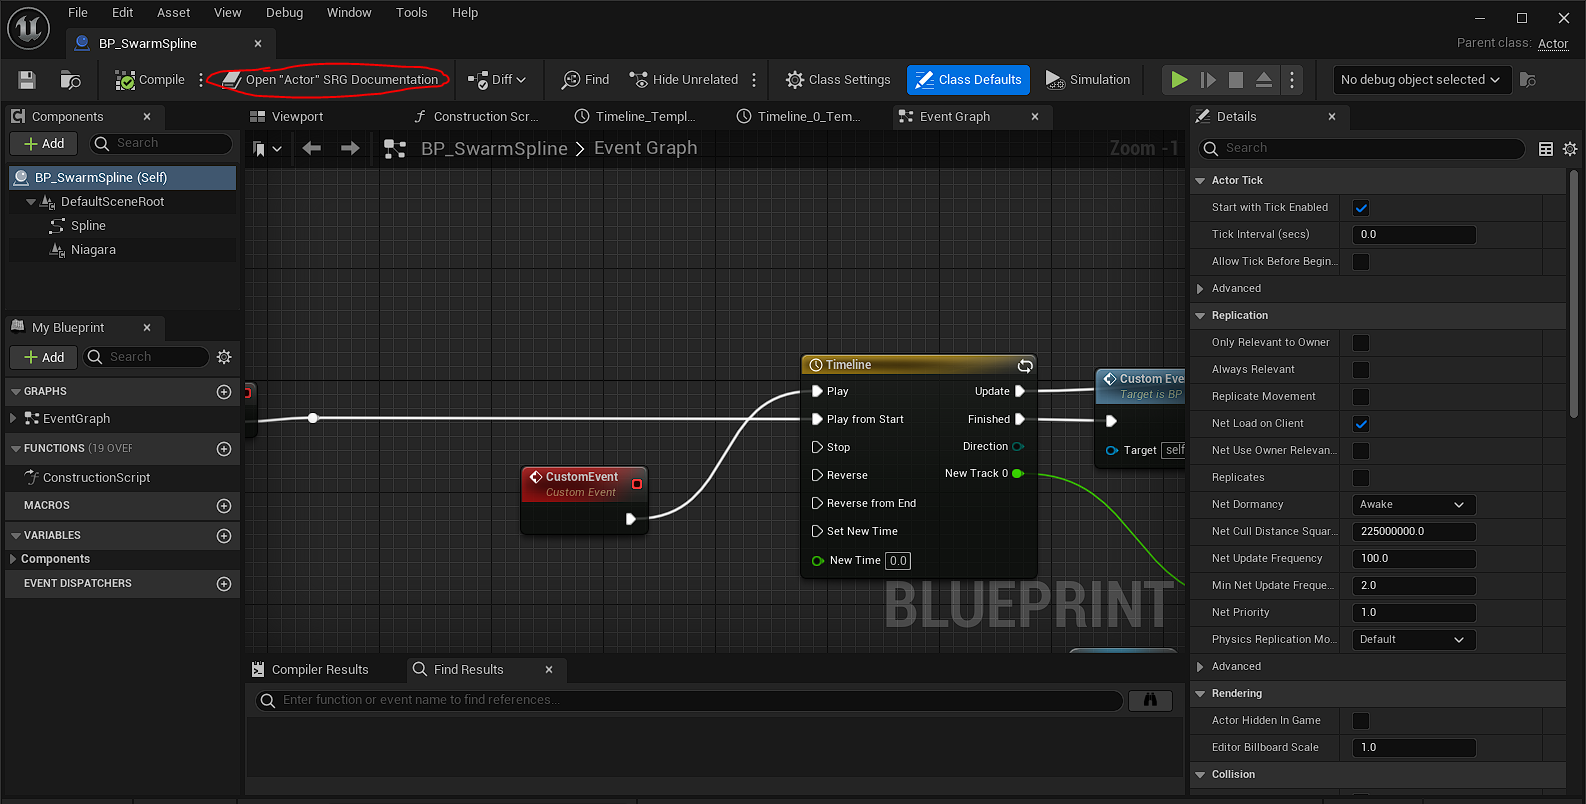 File Edit Asset View Debug Window Tools Help
BP_SwarmSpline
Parent class: Actor
Compile Open "Actor" SRG Documentation Diff Find Hide Unrelated Class Settings Class Defaults Simulation No debug object selected
Components
Add Search
BP_SwarmSpline (Self)
DefaultSceneRoot
Spline
Niagara
My Blueprint
Add Search
GRAPHS
EventGraph
FUNCTIONS (19 OVER
ConstructionScript
MACROS
VARIABLES
Components
EVENT DISPATCHERS
Viewport Construction Scr... Timeline_Templ... Timeline_0_Tem... Event Graph
BP_SwarmSpline > Event Graph Zoom -1
CustomEvent
Custom Event
Timeline
Play Update
Play from Start Finished
Stop Direction
Reverse New Track 0
Reverse from End
Set New Time
New Time 0.0
Custom Eve
Target is BP
Target self
BLUEPRINT
Compiler Results Find Results
Enter function or event name to find references...
Details
Search
Actor Tick
Start with Tick Enabled
Tick Interval (secs) 0.0
Allow Tick Before Begin...
Advanced
Replication
Only Relevant to Owner
Always Relevant
Replicate Movement
Net Load on Client
Net Use Owner Relevan...
Replicates
Net Dormancy Awake
Net Cull Distance Squar... 225000000.0
Net Update Frequency 100.0
Min Net Update Freque... 2.0
Net Priority 1.0
Physics Replication Mo... Default
Advanced
Rendering
Actor Hidden In Game
Editor Billboard Scale 1.0
Collision